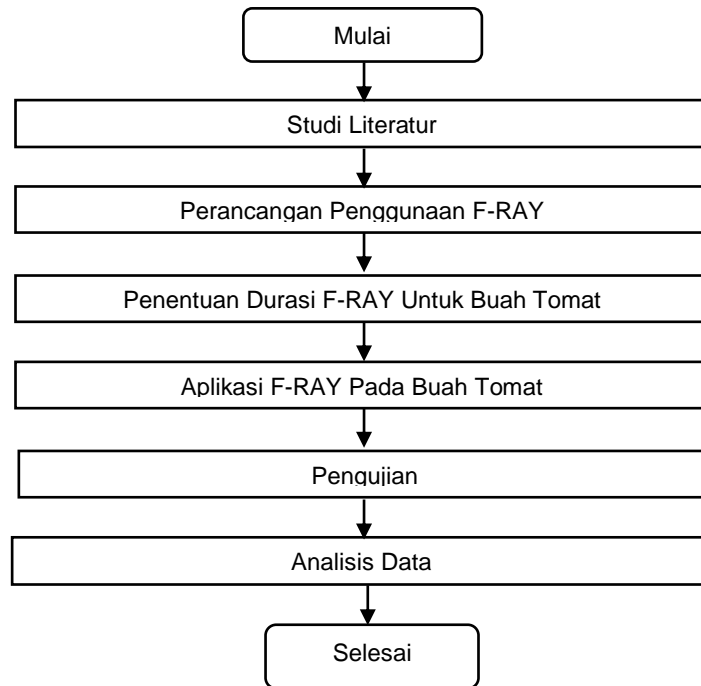 Mulai
Studi Literatur
Perancangan Penggunaan F-RAY
Penentuan Durasi F-RAY Untuk Buah Tomat
Aplikasi F-RAY Pada Buah Tomat
Pengujian
Analisis Data
Selesai